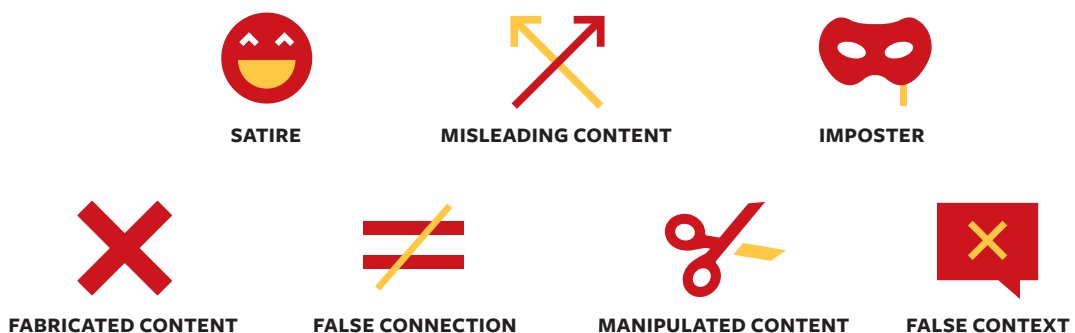 SATIRE
MISLEADING CONTENT
IMPOSTER
FABRICATED CONTENT
FALSE CONNECTION
MANIPULATED CONTENT
FALSE CONTEXT